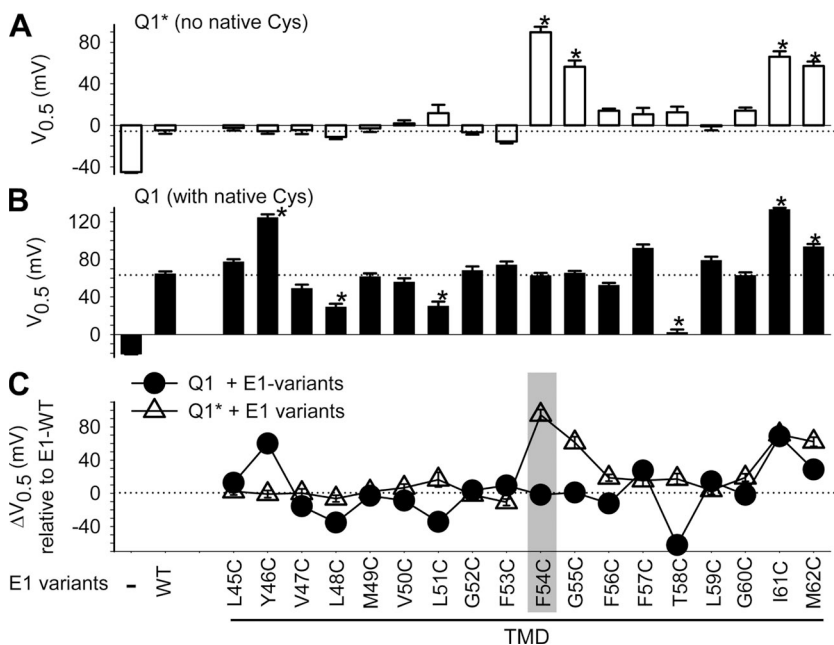 A
Q1* (no native Cys)
V0.5 (mV)
80
40
0
-40
* * * *
B
Q1 (with native Cys)
V0.5 (mV)
120
80
40
0
* * * * * *
C
Q1 + E1-variants
Q1* + E1 variants
ΔV0.5 (mV)
relative to E1-WT
80
40
0
-40
E1 variants
-
WT
L45C
Y46C
V47C
L48C
M49C
V50C
L51C
G52C
F53C
F54C
G55C
F56C
F57C
T58C
L59C
G60C
I61C
M62C
TMD